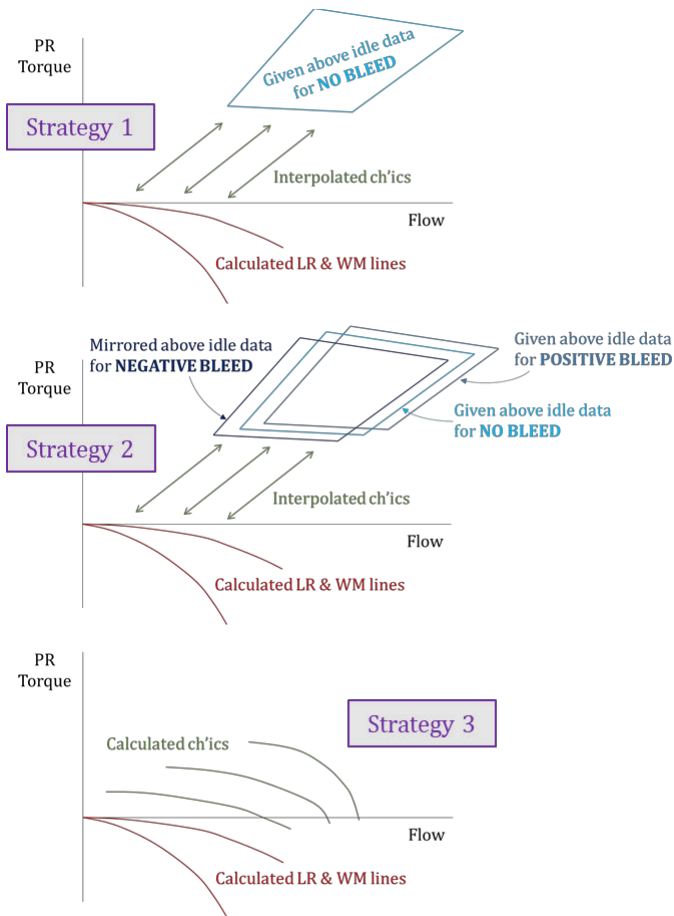 PR
Torque
Given above idle data
for NO BLEED
Strategy 1
Interpolated ch'ics
Flow
Calculated LR & WM lines
Mirrored above idle data
for NEGATIVE BLEED
Given above idle data
for POSITIVE BLEED
PR
Torque
Given above idle data
for NO BLEED
Strategy 2
Interpolated ch'ics
Flow
Calculated LR & WM lines
PR
Torque
Strategy 3
Calculated ch'ics
Flow
Calculated LR & WM lines